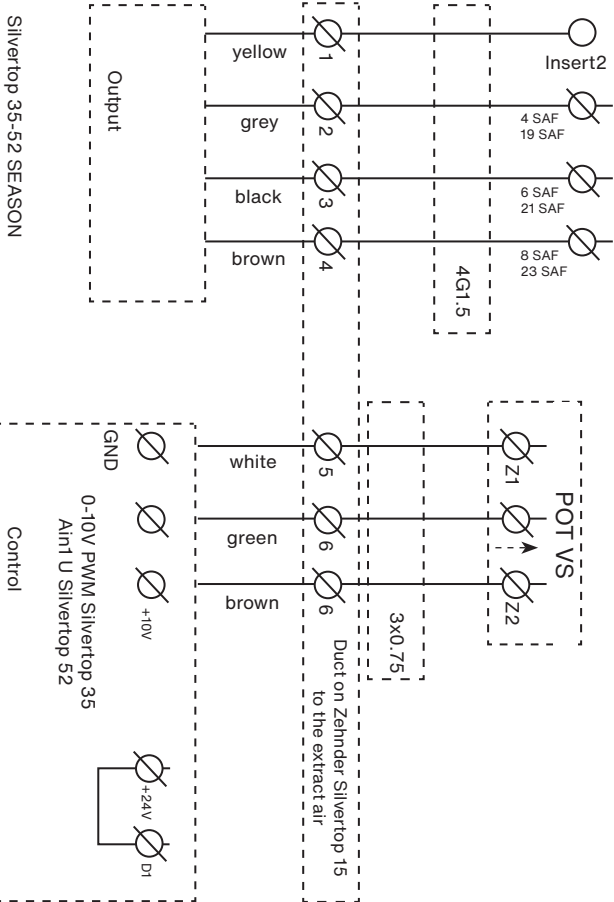 Silvertop 35-52 SEASON
Output
yellow
1
Insert2
grey
2
4 SAF
19 SAF
black
3
6 SAF
21 SAF
brown
4
8 SAF
23 SAF
4G1.5
GND
white
5
Z1
POT VS
green
6
0-10V PWM Silvertop 35
Ain1 U Silvertop 52
+10V
brown
6
Z2
3x0.75
Control
Duct on Zehnder Silvertop 15
to the extract air
+24V
D1